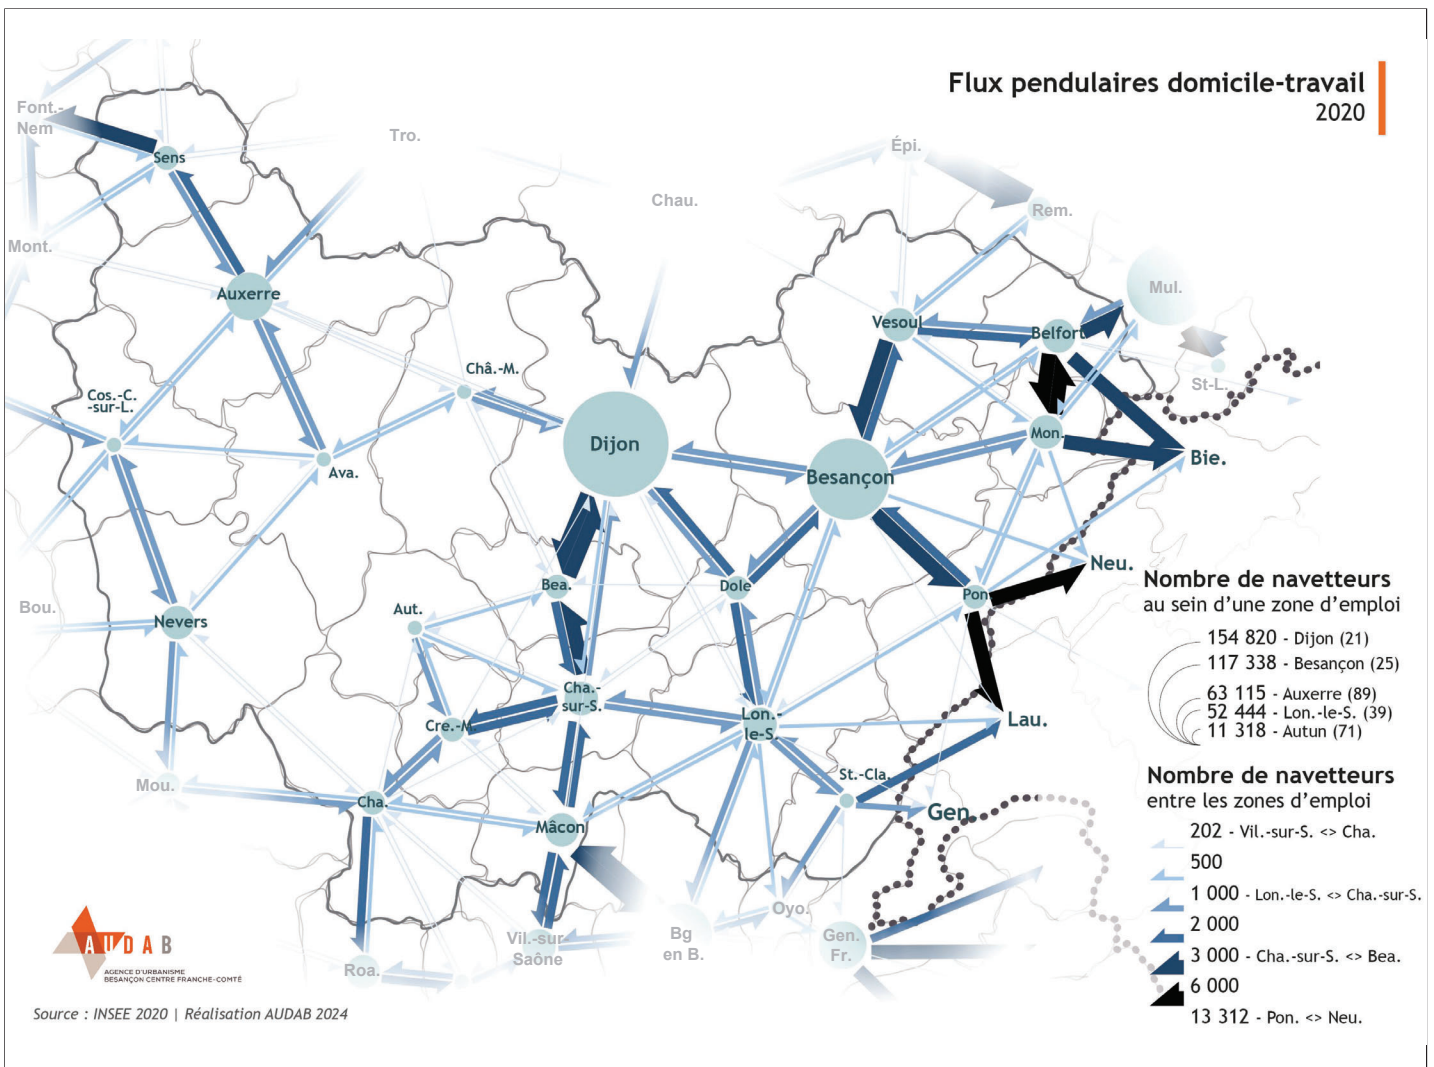 Flux pendulaires domicile-travail
2020
Font.-
Nem
Tro.
Épi.
Sens
Chau.
Rem.
Mont.
Mul.
Auxerre
Vesoul
Belfort
Châ.-M.
St-L.
Cos.-C.
-sur-L.
Dijon
Mon.
Bie.
Ava.
Besançon
Neu.
Bea.
Dole
Pon.
Bou.
Aut.
Nevers
Cha.-
sur-S.
Cre.-M.
Lon.-
le-S.
Lau.
St.-Cla.
Mou.
Cha.
Gen.
Mâcon
Oyo.
Vil.-sur-
Saône
Bg
en B.
Gen.
Fr.
Roa.
Nombre de navetteurs
au sein d'une zone d'emploi
154 820 - Dijon (21)
117 338 - Besançon (25)
63 115 - Auxerre (89)
52 444 - Lon.-le-S. (39)
11 318 - Autun (71)
Nombre de navetteurs
entre les zones d'emploi
202 - Vil.-sur-S. <> Cha.
500
1 000 - Lon.-le-S. <> Cha.-sur-S.
2 000
3 000 - Cha.-sur-S. <> Bea.
6 000
13 312 - Pon. <> Neu.
AUDAB
AGENCE D'URBANISME
BESANÇON CENTRE FRANCHE-COMTÉ
Source : INSEE 2020 | Réalisation AUDAB 2024